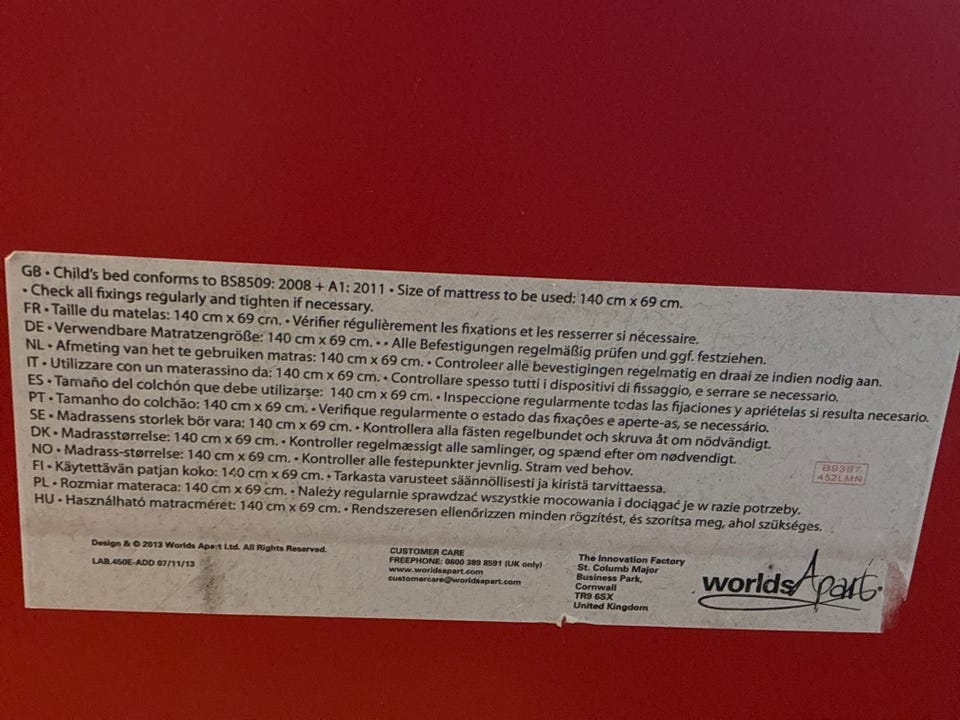 GB • Child's bed conforms to BS8509: 2008 + A1: 2011 • Size of mattress to be used: 140 cm x 69 cm.
• Check all fixings regularly and tighten if necessary.
FR • Taille du matelas: 140 cm x 69 cm. • Vérifier régulièrement les fixations et les resserrer si nécessaire.
DE • Verwendbare Matratzengröße: 140 cm x 69 cm. • • Alle Befestigungen regelmäßig prüfen und ggf. festziehen.
NL • Afmeting van het te gebruiken matras: 140 cm x 69 cm. • Controleer alle bevestigingen regelmatig en draai ze indien nodig aan.
IT • Utilizzare con un materassino da: 140 cm x 69 cm. • Controllare spesso tutti i dispositivi di fissaggio, e serrare se necessario.
ES • Tamaño del colchón que debe utilizarse: 140 cm x 69 cm. • Inspeccione regularmente todas las fijaciones y apriételas si resulta necesario.
PT • Tamanho do colchão: 140 cm x 69 cm. • Verifique regularmente o estado das fixações e aperte-as, se necessário.
SE • Madrassens storlek bör vara: 140 cm x 69 cm. • Kontrollera alla fästen regelbundet och skruva åt om nödvändigt.
DK • Madrasstørrelse: 140 cm x 69 cm. • Kontroller regelmæssigt alle samlinger, og spænd efter om nødvendigt.
NO • Madrass-størrelse: 140 cm x 69 cm. • Kontroller alle festepunkter jevnlig. Stram ved behov.
FI • Käytettävän patjan koko: 140 cm x 69 cm. • Tarkasta varusteet säännöllisesti ja kiristä tarvittaessa.
PL • Rozmiar materaca: 140 cm x 69 cm. • Należy regularnie sprawdzać wszystkie mocowania i dociągać je w razie potrzeby.
HU • Használható matracméret: 140 cm x 69 cm. • Rendszeresen ellenőrizzen minden rögzítést, és szorítsa meg, ahol szükséges.
B9387
452LMN
Design & © 2013 Worlds Apart Ltd. All Rights Reserved.
LAB.450E-ADD 07/11/13
CUSTOMER CARE
FREEPHONE: 0800 389 8591 (UK only)
www.worldsapart.com
customercare@worldsapart.com
The Innovation Factory
St. Columb Major
Business Park,
Cornwall
TR9 6SX
United Kingdom
worldsApart.